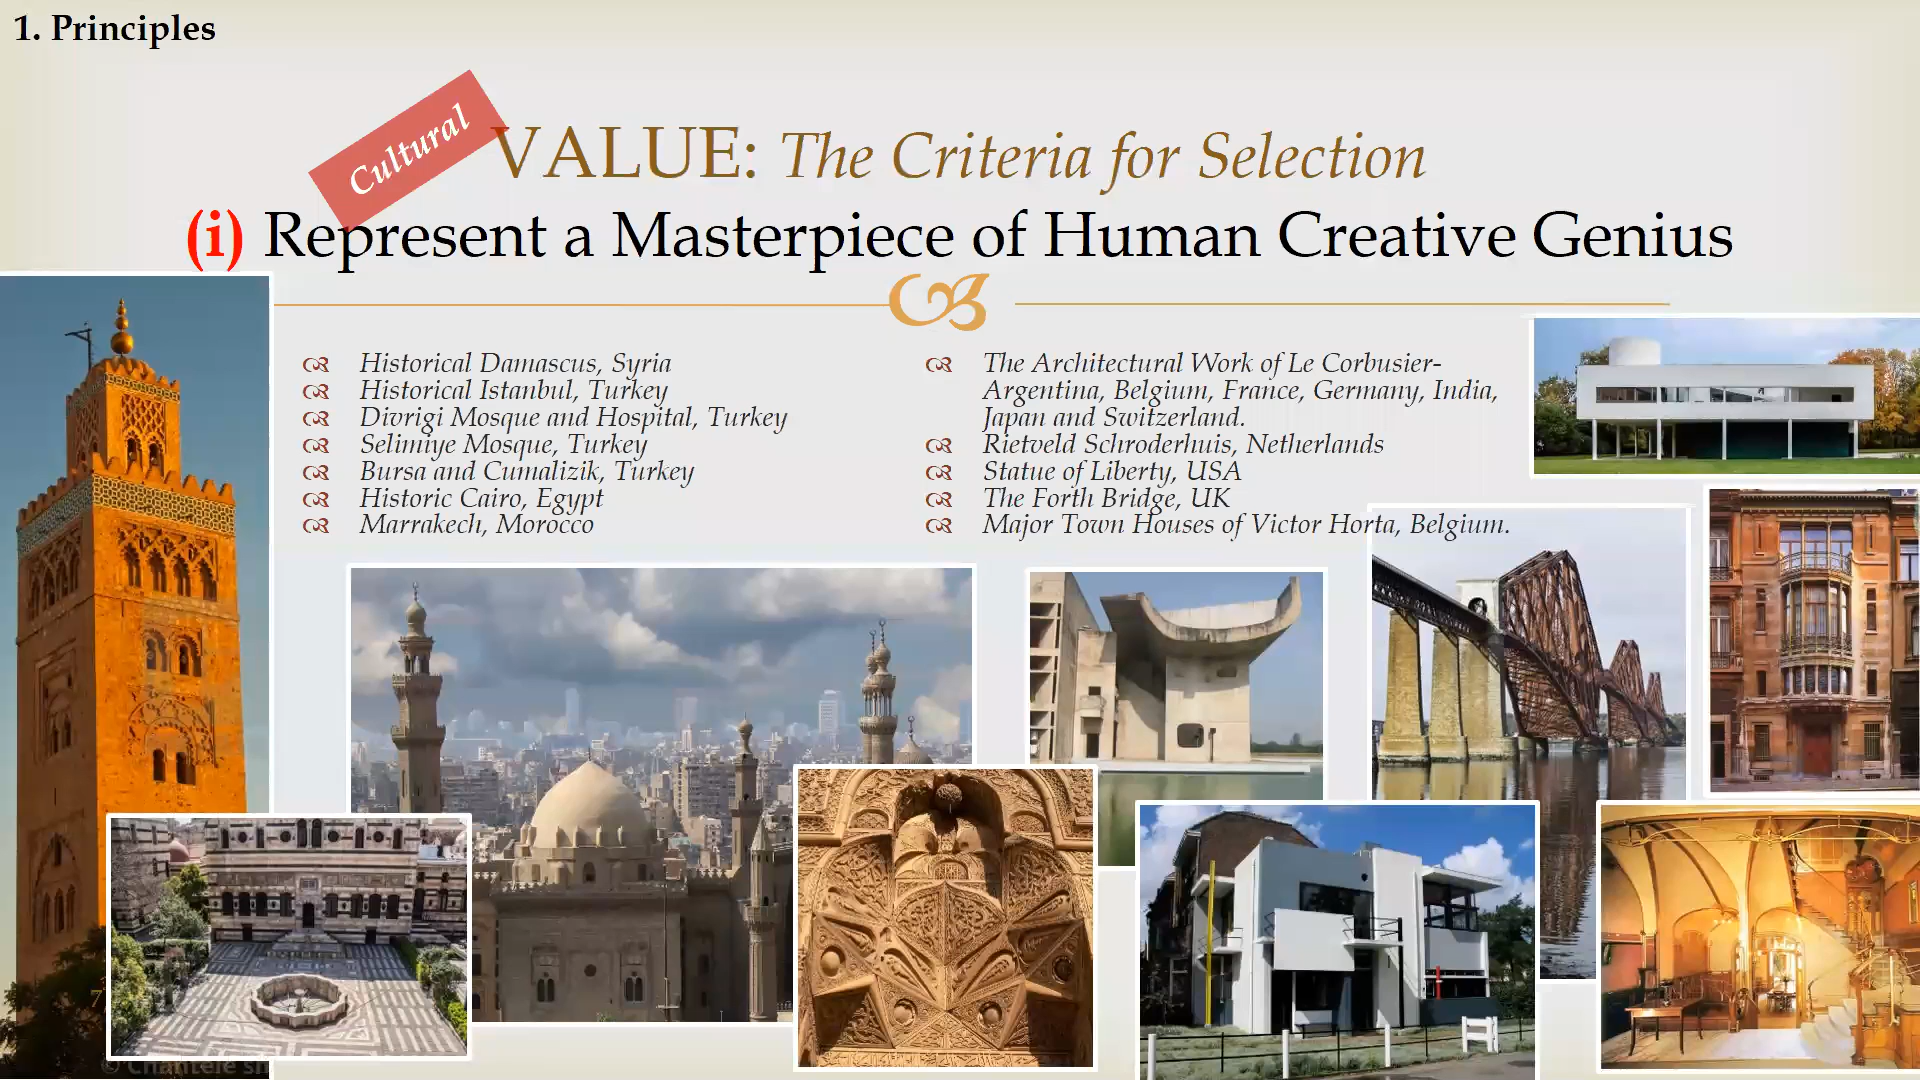 1. Principles
Cultural
VALUE: The Criteria for Selection
(i) Represent a Masterpiece of Human Creative Genius
Historical Damascus, Syria
Historical Istanbul, Turkey
Divrigi Mosque and Hospital, Turkey
Selimiye Mosque, Turkey
Bursa and Cumalizik, Turkey
Historic Cairo, Egypt
Marrakech, Morocco
The Architectural Work of Le Corbusier-
Argentina, Belgium, France, Germany, India,
Japan and Switzerland.
Rietveld Schroderhuis, Netherlands
Statue of Liberty, USA
The Forth Bridge, UK
Major Town Houses of Victor Horta, Belgium.
7
© Chantele